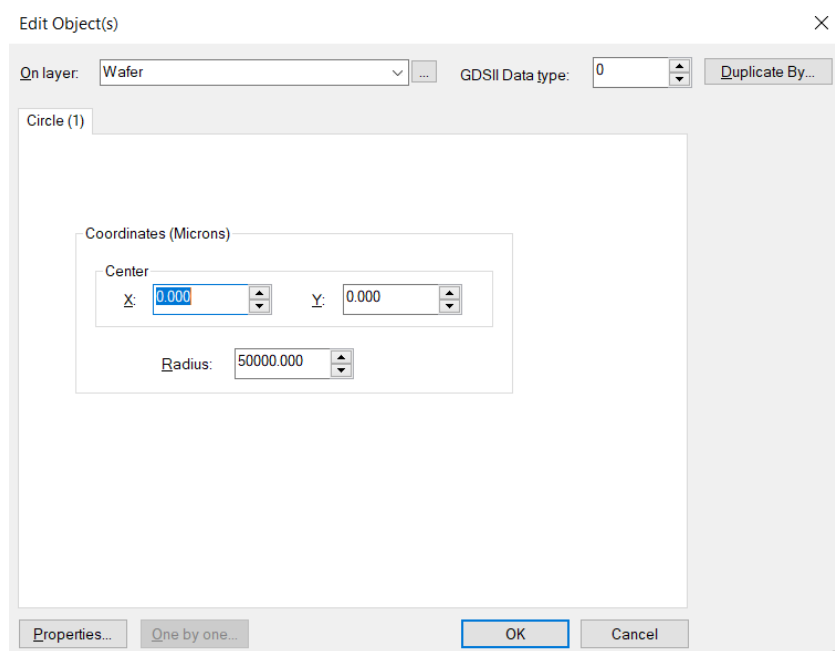 Edit Object(s)
On layer: Wafer ... GDSII Data type: 0 Duplicate By...
Circle (1)
Coordinates (Microns)
Center
X: 0.000 Y: 0.000
Radius: 50000.000
Properties... One by one... OK Cancel